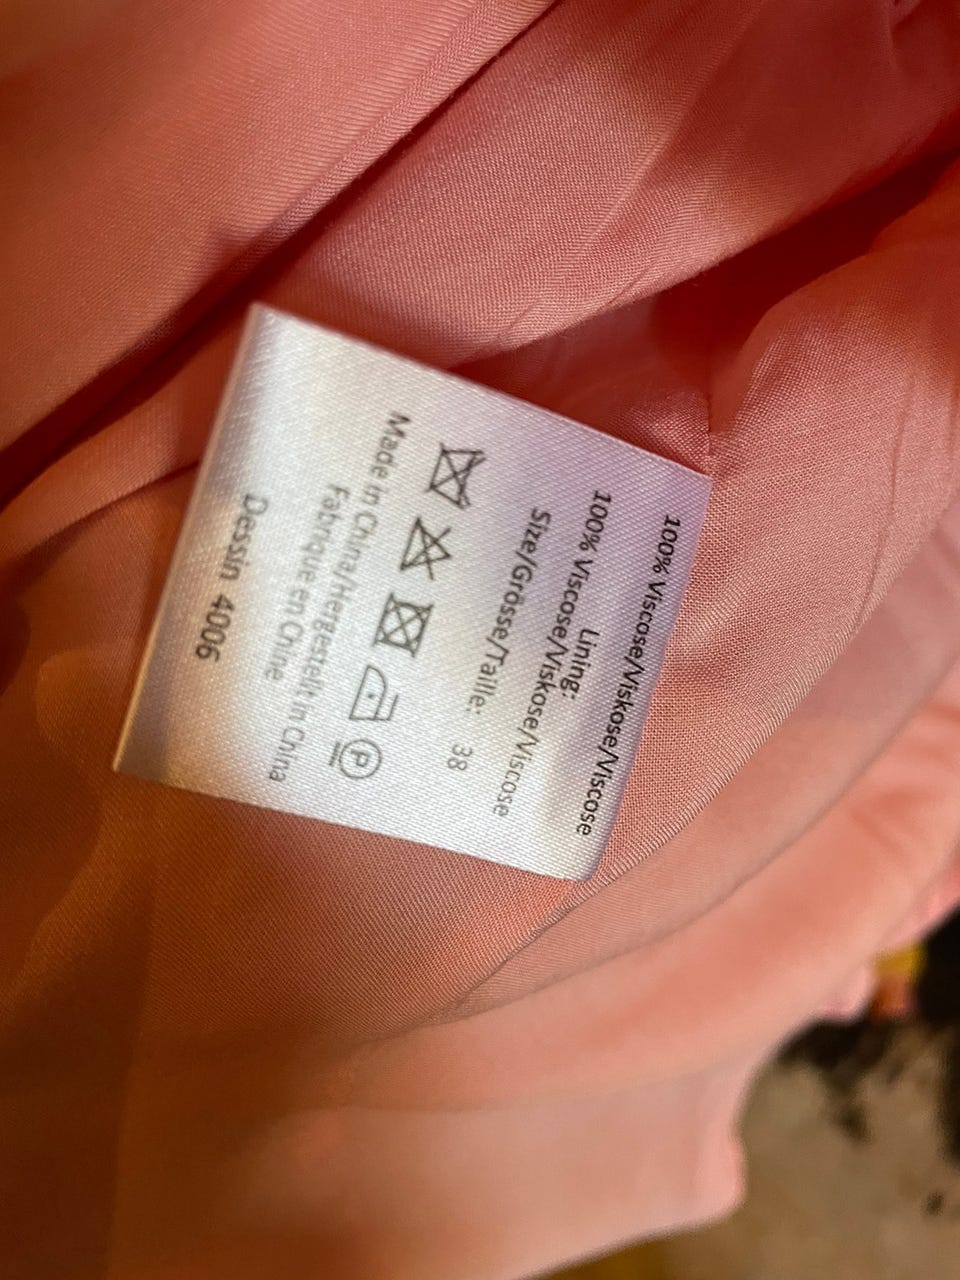 100% Viscose/Viskose/Viscose
Lining:
100% Viscose/Viskose/Viscose
Size/Grösse/Taille: 38
P
Made in China/Hergestellt in China
Fabriqué en Chine
Dessin 4006